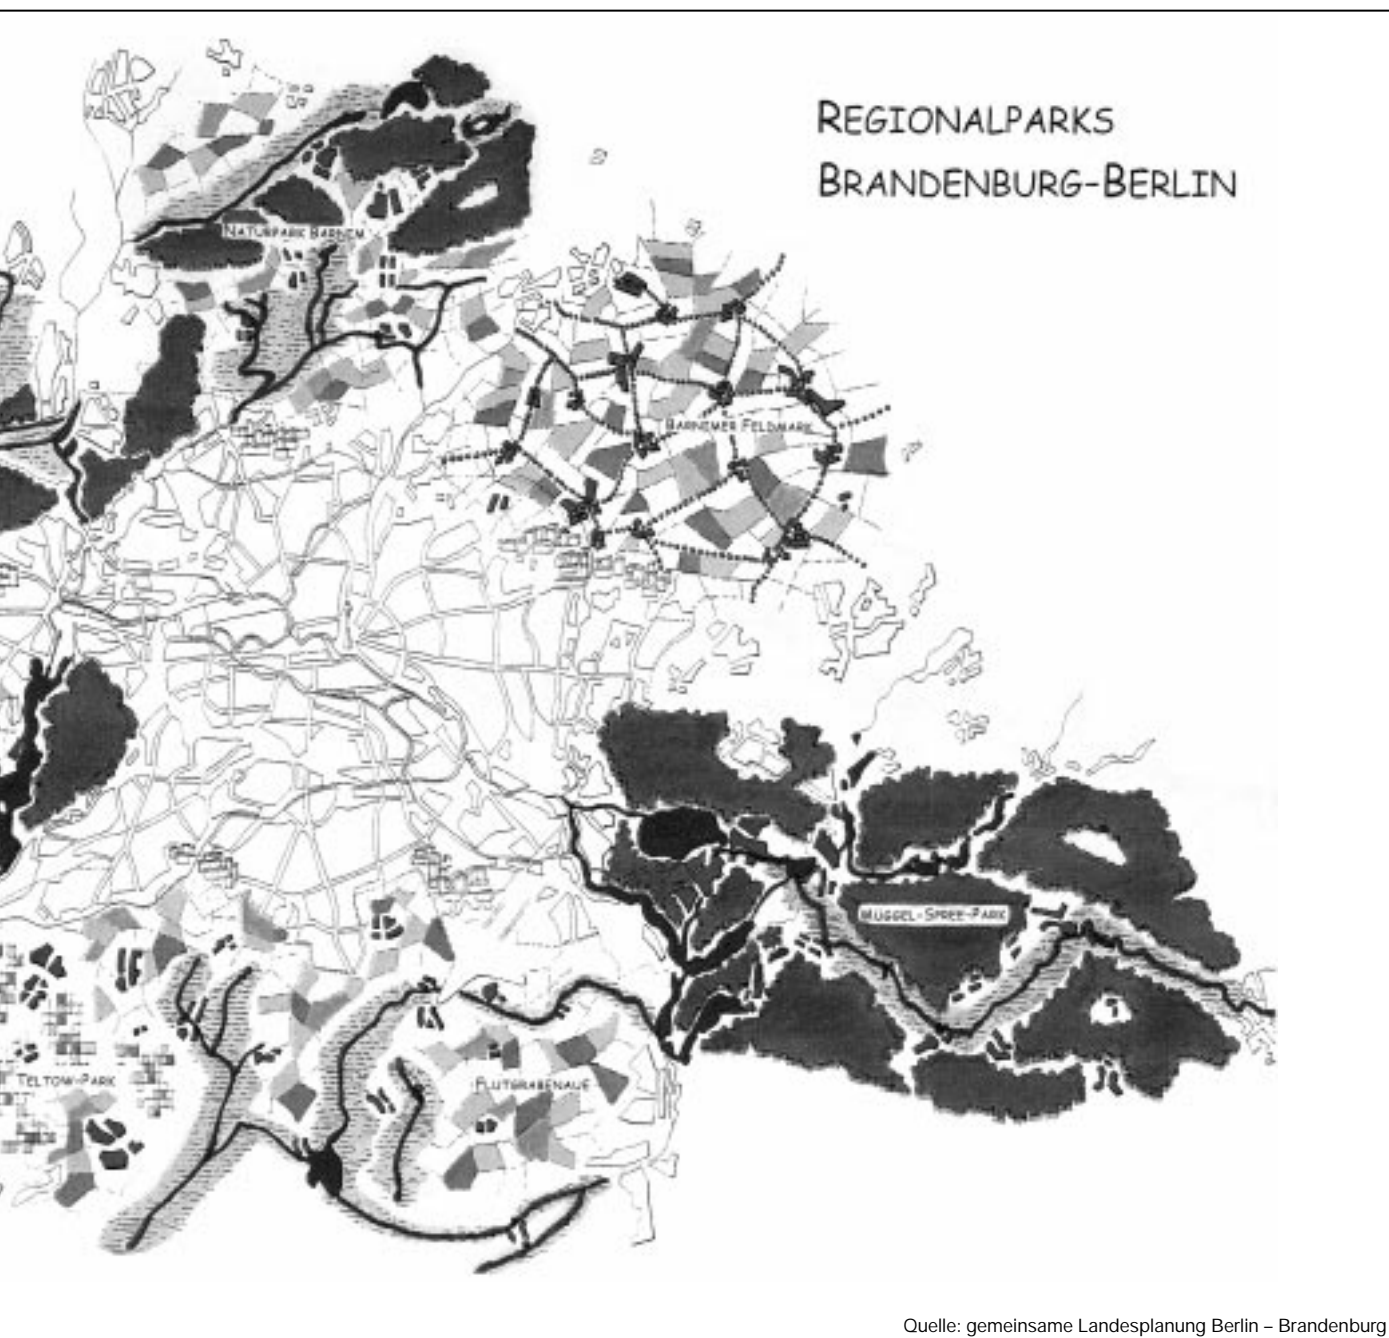 REGIONALPARKS
BRANDENBURG-BERLIN
NATURPARK BARNIM
BARNIMER FELDMARK
MÜGGEL-SPREE-PARK
TELTOW-PARK
FLUTGRABENAUE
Quelle: gemeinsame Landesplanung Berlin – Brandenburg